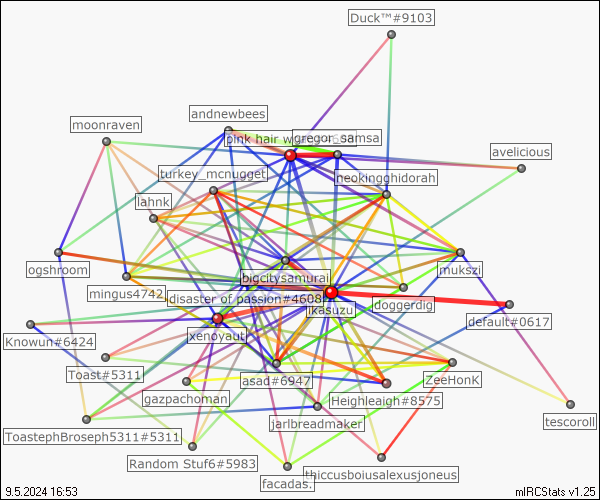 Duck™#9103
andnewbees
moonraven
pink hair w
gregor_samsa
avelicious
turkey_mcnugget
neokingghidorah
lahnk
ogshroom
mukszi
bigcitysamurai
mingus4742
disaster of passion#4608
doggerdig
jkasuzu
default#0617
xenoyaut
Knowun#6424
Toast#5311
asad#6947
ZeeHonK
gazpachoman
Heighleaigh#8575
jarlbreadmaker
tescoroll
ToastephBroseph5311#5311
Random Stuf6#5983
thiccusboiusalexusjoneus
facadas.
9.5.2024 16:53
mIRCStats v1.25